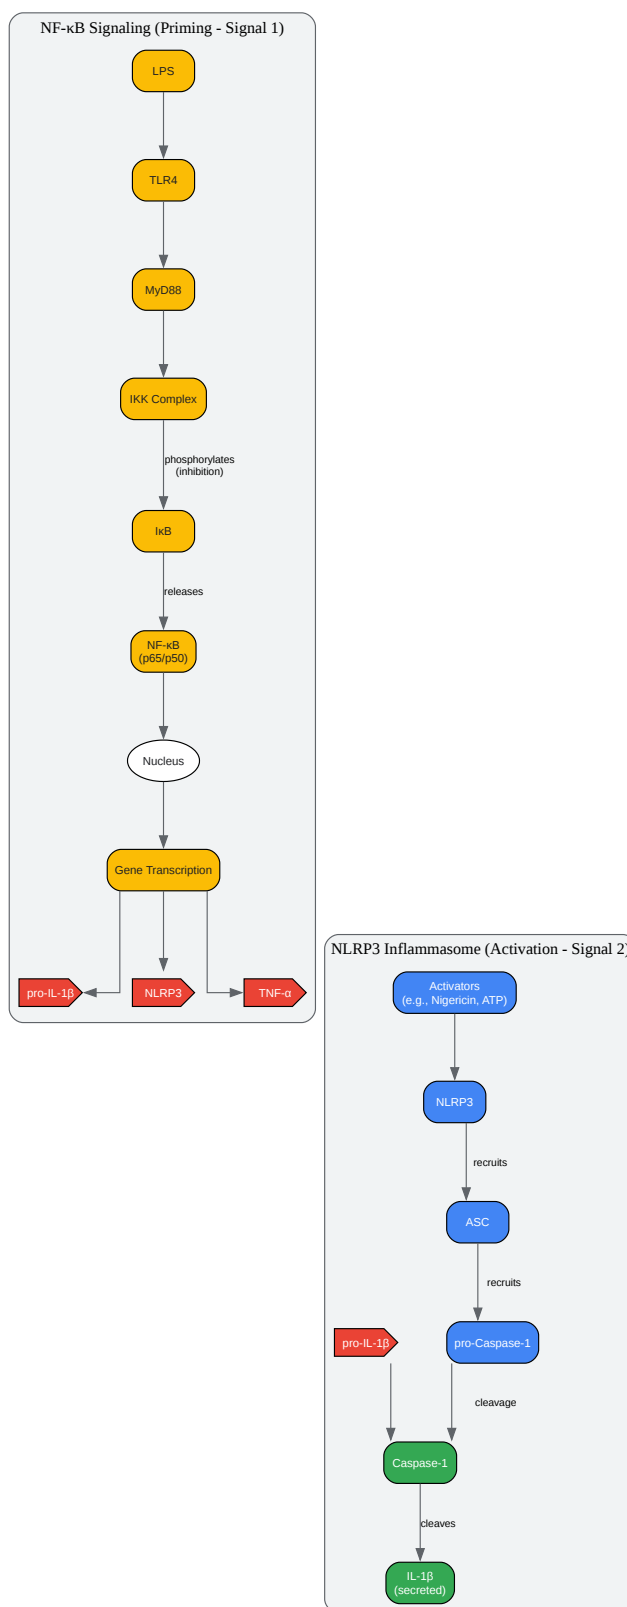 NF-κB Signaling (Priming - Signal 1)
LPS
TLR4
MyD88
IKK Complex
phosphorylates
(inhibition)
IκB
releases
NF-κB
(p65/p50)
Nucleus
Gene Transcription
pro-IL-1β
NLRP3
TNF-α
NLRP3 Inflammasome (Activation - Signal 2)
Activators
(e.g., Nigericin, ATP)
NLRP3
recruits
ASC
recruits
pro-IL-1β
pro-Caspase-1
cleavage
Caspase-1
cleaves
IL-1β
(secreted)